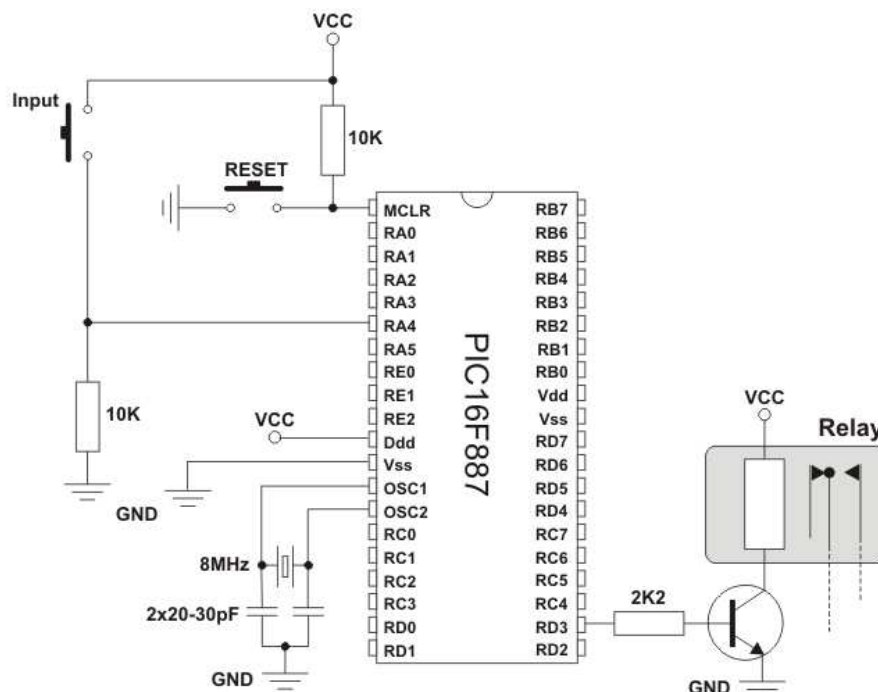 VCC
Input
10K
RESET
MCLR
RA0
RA1
RA2
RA3
RA4
RA5
RE0
RE1
RE2
Ddd
Vss
OSC1
OSC2
RC0
RC1
RC2
RC3
RD0
RD1
PIC16F887
RB7
RB6
RB5
RB4
RB3
RB2
RB1
RB0
Vdd
Vss
RD7
RD6
RD5
RD4
RC7
RC6
RC5
RC4
RD3
RD2
10K
VCC
GND
8MHz
2x20-30pF
GND
VCC
Relay
2K2
GND